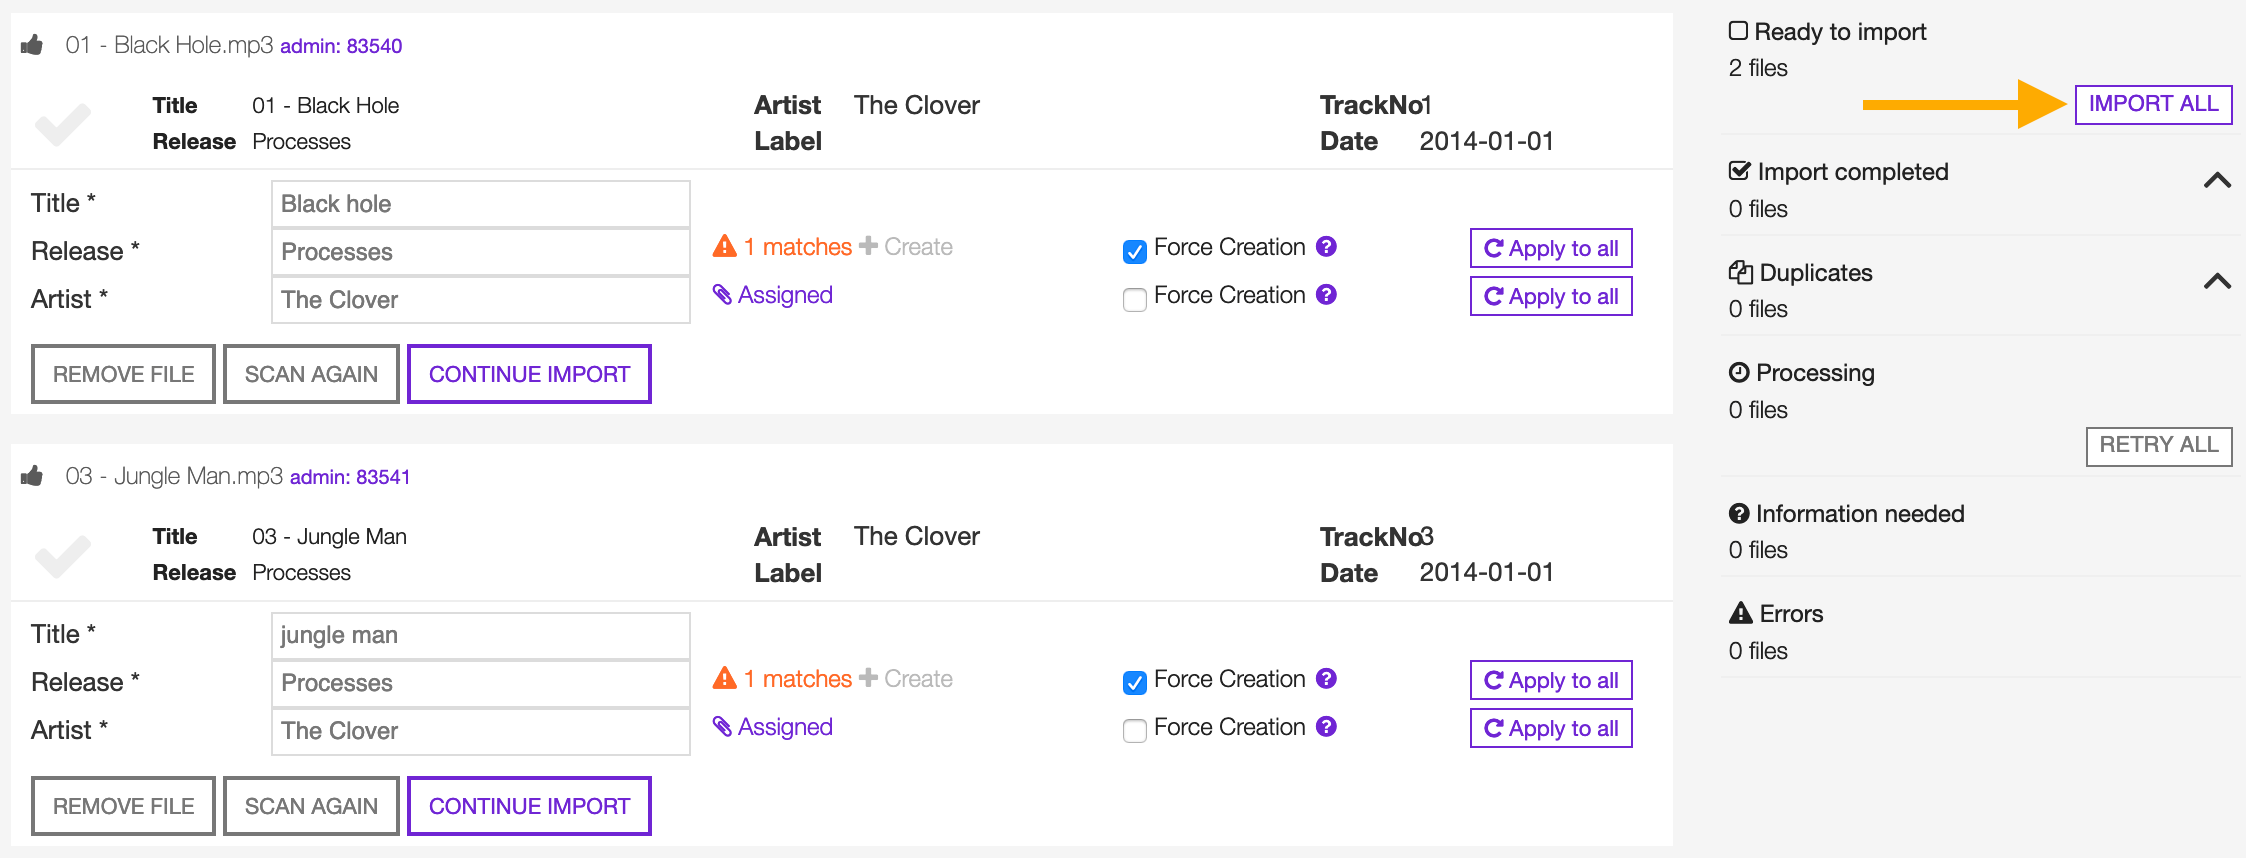 01 - Black Hole.mp3 admin: 83540
Title 01 - Black Hole Artist The Clover TrackNo 1
Release Processes Label Date 2014-01-01
Title * Black hole
Release * Processes 1 matches Create Force Creation ? Apply to all
Artist * The Clover Assigned Force Creation ? Apply to all
REMOVE FILE SCAN AGAIN CONTINUE IMPORT
03 - Jungle Man.mp3 admin: 83541
Title 03 - Jungle Man Artist The Clover TrackNo 3
Release Processes Label Date 2014-01-01
Title * jungle man
Release * Processes 1 matches Create Force Creation ? Apply to all
Artist * The Clover Assigned Force Creation ? Apply to all
REMOVE FILE SCAN AGAIN CONTINUE IMPORT
Ready to import
2 files
IMPORT ALL
Import completed
0 files
Duplicates
0 files
Processing
0 files
RETRY ALL
Information needed
0 files
Errors
0 files